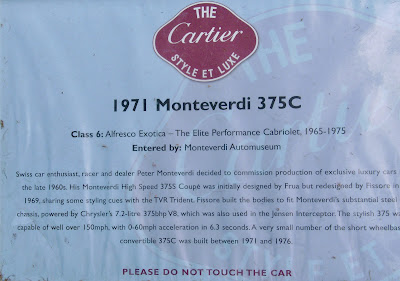 THE
Cartier
STYLE ET LUXE
1971 Monteverdi 375C
Class 6: Alfresco Exotica – The Elite Performance Cabriolet, 1965-1975
Entered by: Monteverdi Automuseum
Swiss car enthusiast, racer and dealer Peter Monteverdi decided to commission production of exclusive luxury cars
the late 1960s. His Monteverdi High Speed 375S Coupé was initially designed by Frua but redesigned by Fissore in
1969, sharing some styling cues with the TVR Trident. Fissore built the bodies to fit Monteverdi's substantial steel
chassis, powered by Chrysler's 7.2-litre 375bhp V8, which was also used in the Jensen Interceptor. The stylish 375 was
capable of well over 150mph, with 0-60mph acceleration in 6.3 seconds. A very small number of the short wheelbase
convertible 375C was built between 1971 and 1976.
PLEASE DO NOT TOUCH THE CAR